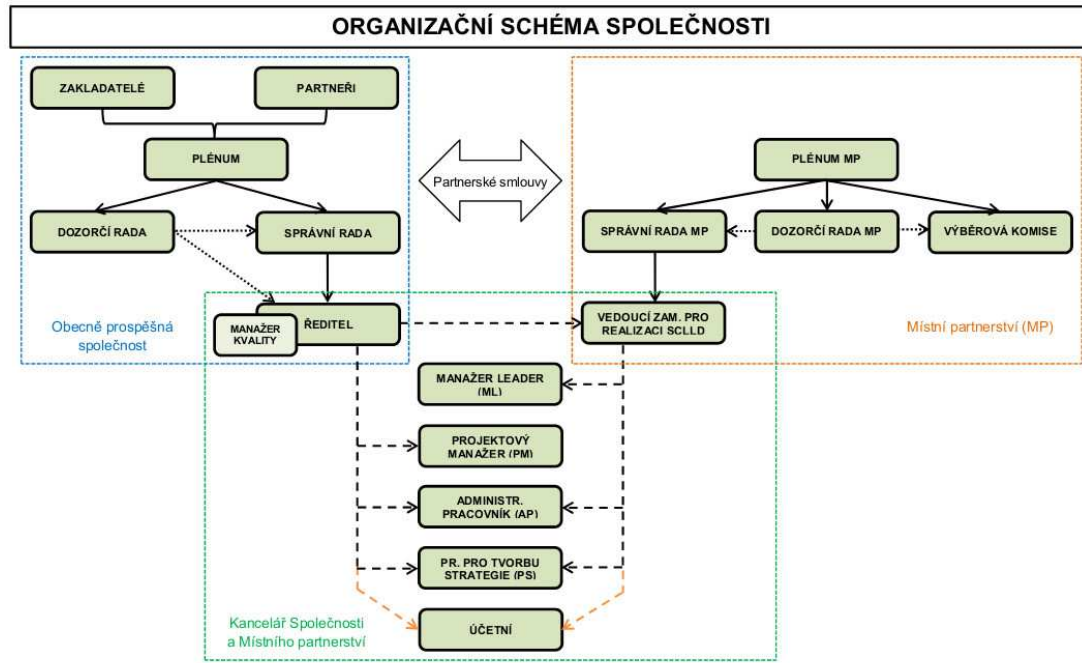 ORGANIZAČNÍ SCHÉMA SPOLEČNOSTI
ZAKLADATELÉ
PARTNEŘI
PLÉNUM
PLÉNUM MP
Partnerské smlouvy
DOZORČÍ RADA
SPRÁVNÍ RADA
SPRÁVNÍ RADA MP
DOZORČÍ RADA MP
VÝBĚROVÁ KOMISE
Obecně prospěšná
společnost
MANAŽER
KVALITY
ŘEDITEL
VEDOUCÍ ZAM. PRO
REALIZACI SCLLD
Místní partnerství (MP)
MANAŽER LEADER
(ML)
PROJEKTOVÝ
MANAŽER (PM)
ADMINISTR.
PRACOVNÍK (AP)
PR. PRO TVORBU
STRATEGIE (PS)
Kancelář Společnosti
a Místního partnerství
ÚČETNÍ